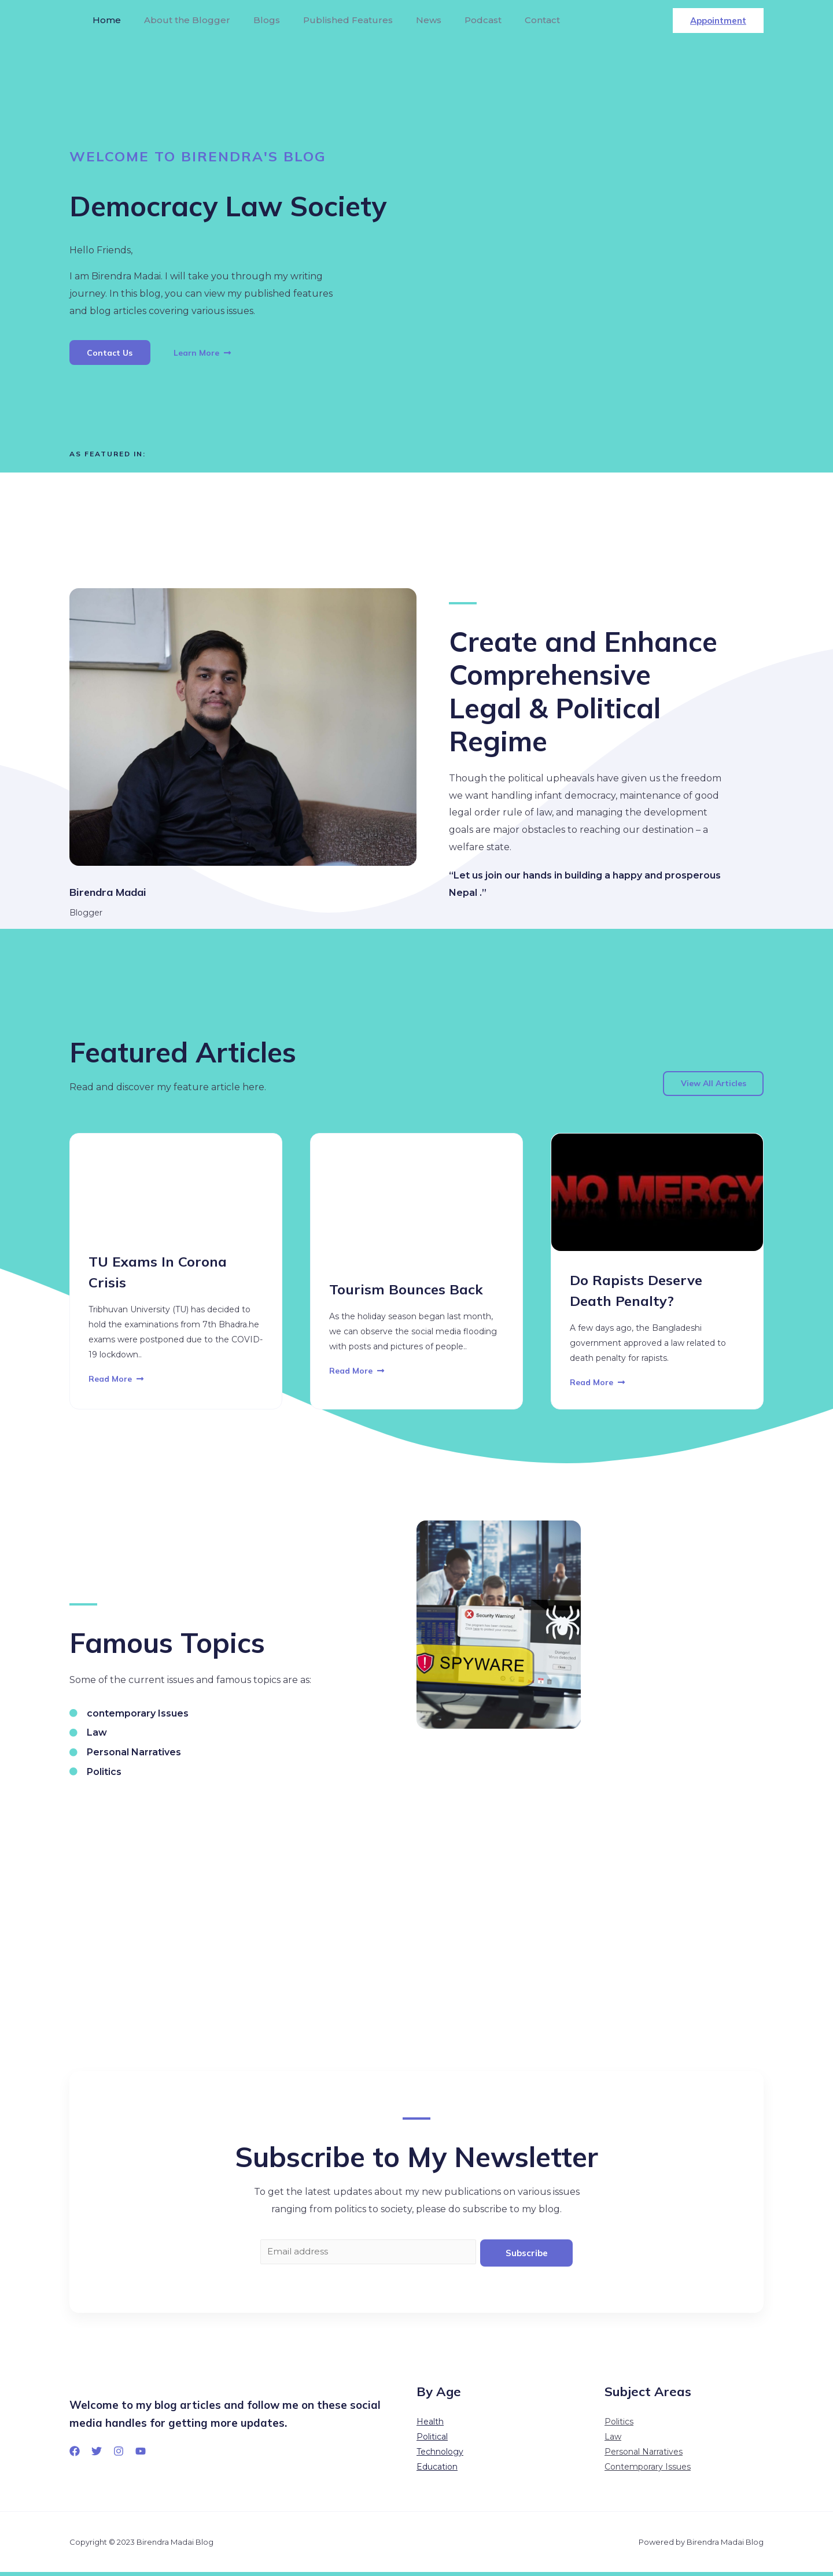 Home About the Blogger Blogs Published Features News Podcast Contact Appointment
WELCOME TO BIRENDRA'S BLOG
Democracy Law Society
Hello Friends,
I am Birendra Madai. I will take you through my writing
journey. In this blog, you can view my published features
and blog articles covering various issues.
Contact Us Learn More
AS FEATURED IN:
Create and Enhance
Comprehensive
Legal & Political
Regime
Though the political upheavals have given us the freedom
we want handling infant democracy, maintenance of good
legal order rule of law, and managing the development
goals are major obstacles to reaching our destination – a
welfare state.
“Let us join our hands in building a happy and prosperous
Nepal .”
Birendra Madai
Blogger
Featured Articles
Read and discover my feature article here.
View All Articles
TU Exams In Corona
Crisis
Tribhuvan University (TU) has decided to
hold the examinations from 7th Bhadra.he
exams were postponed due to the COVID-
19 lockdown..
Read More
Tourism Bounces Back
As the holiday season began last month,
we can observe the social media flooding
with posts and pictures of people..
Read More
NO MERCY
Do Rapists Deserve
Death Penalty?
A few days ago, the Bangladeshi
government approved a law related to
death penalty for rapists.
Read More
Security Warning!
SPYWARE
Famous Topics
Some of the current issues and famous topics are as:
contemporary Issues
Law
Personal Narratives
Politics
Subscribe to My Newsletter
To get the latest updates about my new publications on various issues
ranging from politics to society, please do subscribe to my blog.
Email address Subscribe
Welcome to my blog articles and follow me on these social
media handles for getting more updates.
By Age
Health
Political
Technology
Education
Subject Areas
Politics
Law
Personal Narratives
Contemporary Issues
Copyright © 2023 Birendra Madai Blog
Powered by Birendra Madai Blog